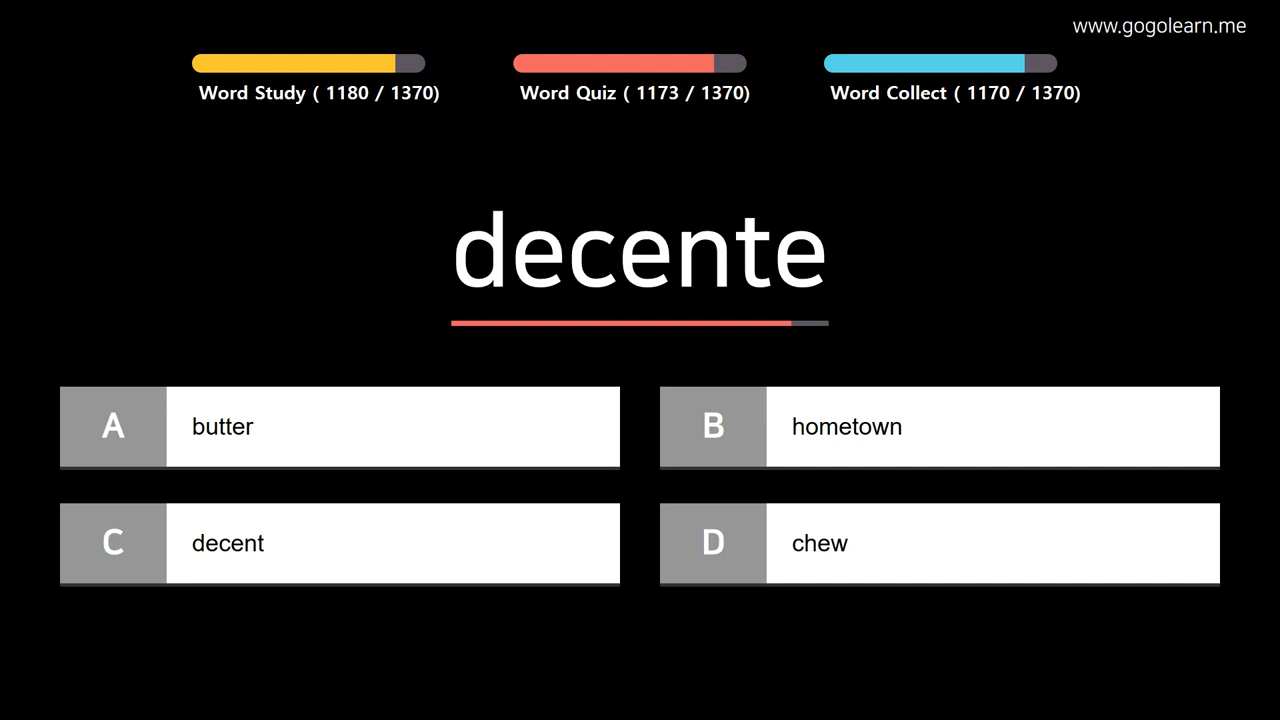 www.gogolearn.me
Word Study ( 1180 / 1370)
Word Quiz ( 1173 / 1370)
Word Collect ( 1170 / 1370)
decente
A butter
B hometown
C decent
D chew